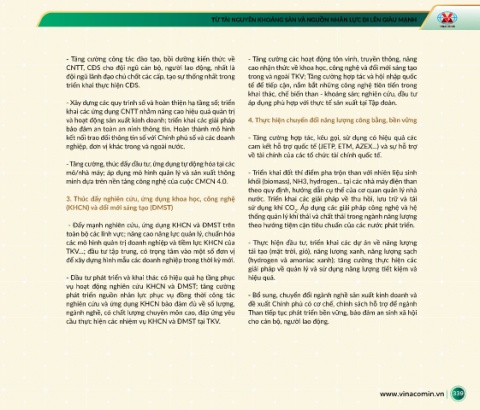 TỪ TÀI NGUYÊN KHOÁNG SẢN VÀ NGUỒN NHÂN LỰC ĐI LÊN GIÀU MẠNH
- Tăng cường công tác đào tạo, bồi dưỡng kiến thức về
CNTT, CĐS cho đội ngũ cán bộ, người lao động, nhất là
đội ngũ lãnh đạo chủ chốt các cấp, tạo sự thống nhất trong
triển khai thực hiện CĐS.
- Xây dựng các quy trình số và hoàn thiện hạ tầng số; triển
khai các ứng dụng CNTT nhằm nâng cao hiệu quả quản trị
và hoạt động sản xuất kinh doanh; triển khai các giải pháp
bảo đảm an toàn an ninh thông tin. Hoàn thành mô hình
kết nối trao đổi thông tin số với Chính phủ số và các doanh
nghiệp, đơn vị khác trong và ngoài nước.
- Tăng cường, thúc đẩy đầu tư, ứng dụng tự động hóa tại các
mỏ/nhà máy; áp dụng mô hình quản lý và sản xuất thông
minh dựa trên nền tảng công nghệ của cuộc CMCN 4.0.
3. Thúc đẩy nghiên cứu, ứng dụng khoa học, công nghệ
(KHCN) và đổi mới sáng tạo (ĐMST)
- Đẩy mạnh nghiên cứu, ứng dụng KHCN và ĐMST trên
toàn bộ các lĩnh vực; nâng cao năng lực quản lý, chuẩn hóa
các mô hình quản trị doanh nghiệp và tiềm lực KHCN của
TKV...; đầu tư tập trung, có trọng tâm vào một số đơn vị
để xây dựng hình mẫu các doanh nghiệp trong thời kỳ mới.
- Đầu tư phát triển và khai thác có hiệu quả hạ tầng phục
vụ hoạt động nghiên cứu KHCN và ĐMST; tăng cường
phát triển nguồn nhân lực phục vụ đồng thời công tác
nghiên cứu và ứng dụng KHCN bảo đảm đủ về số lượng,
ngành nghề, có chất lượng chuyên môn cao, đáp ứng yêu
cầu thực hiện các nhiệm vụ KHCN và ĐMST tại TKV.
- Tăng cường các hoạt động tôn vinh, truyền thông, nâng
cao nhận thức về khoa học, công nghệ và đổi mới sáng tạo
trong và ngoài TKV; Tăng cường hợp tác và hội nhập quốc
tế để tiếp cận, nắm bắt những công nghệ tiên tiến trong
khai thác, chế biến than - khoáng sản; nghiên cứu, đầu tư
áp dụng phù hợp với thực tế sản xuất tại Tập đoàn.
4. Thực hiện chuyển đổi năng lượng công bằng, bền vững
- Tăng cường hợp tác, kêu gọi, sử dụng có hiệu quả các
cam kết hỗ trợ quốc tế (JETP, ETM, AZEX...) và sự hỗ trợ
về tài chính của các tổ chức tài chính quốc tế.
- Triển khai đốt thí điểm pha trộn than với nhiên liệu sinh
khối (biomass), NH3, hydrogen... tại các nhà máy điện than
theo quy định, hướng dẫn cụ thể của cơ quan quản lý nhà
nước. Triển khai các giải pháp về thu hồi, lưu trữ và tái
sử dụng khí CO2. Áp dụng các giải pháp công nghệ và hệ
thống quản lý khí thải và chất thải trong ngành năng lượng
theo hướng tiệm cận tiêu chuẩn của các nước phát triển.
- Thực hiện đầu tư, triển khai các dự án về năng lượng
tái tạo (mặt trời, gió), năng lượng xanh, năng lượng sạch
(hydrogen và amoniac xanh); tăng cường thực hiện các
giải pháp về quản lý và sử dụng năng lượng tiết kiệm và
hiệu quả.
- Bổ sung, chuyển đổi ngành nghề sản xuất kinh doanh và
đề xuất Chính phủ có cơ chế, chính sách hỗ trợ để ngành
Than tiếp tục phát triển bền vững, bảo đảm an sinh xã hội
cho cán bộ, người lao động.
www.vinacomin.vn | 339